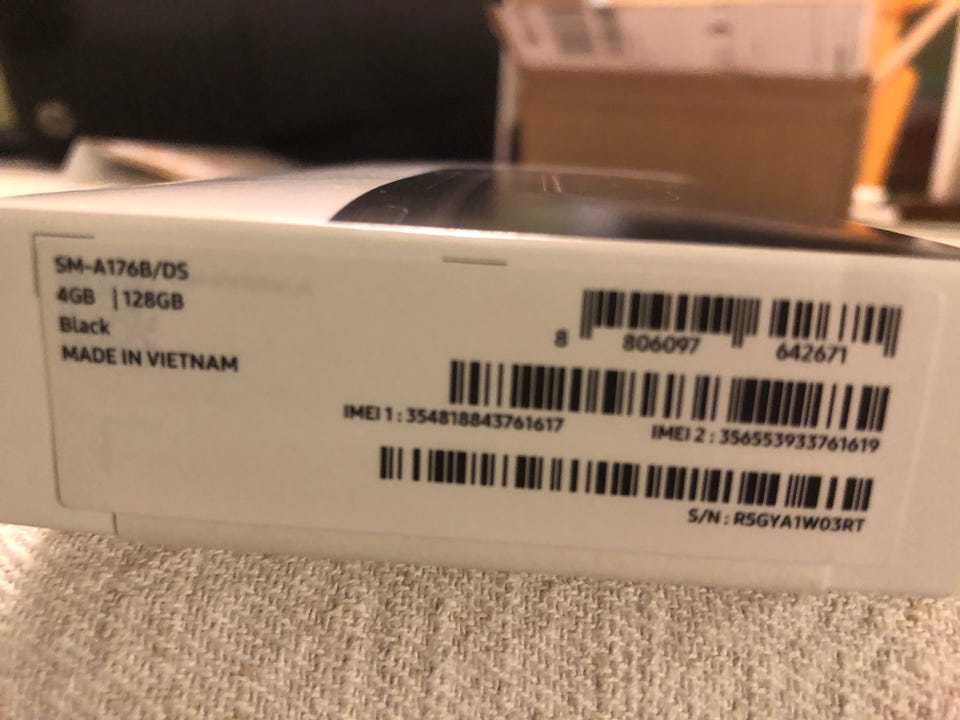 SM-A176B/DS
4GB | 128GB
Black
MADE IN VIETNAM
8 806097 642671
IMEI 1 : 354818843761617
IMEI 2 : 356553933761619
S/N : R5GYA1W03RT